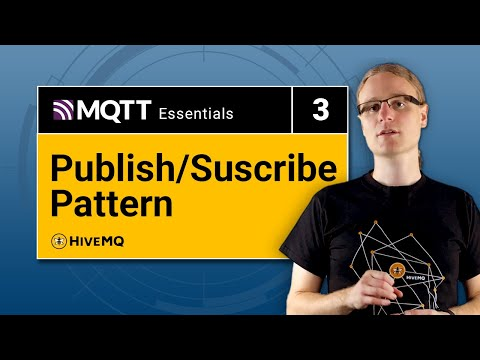 MQTT Essentials 3
Publish/Suscribe
Pattern
HIVEMQ